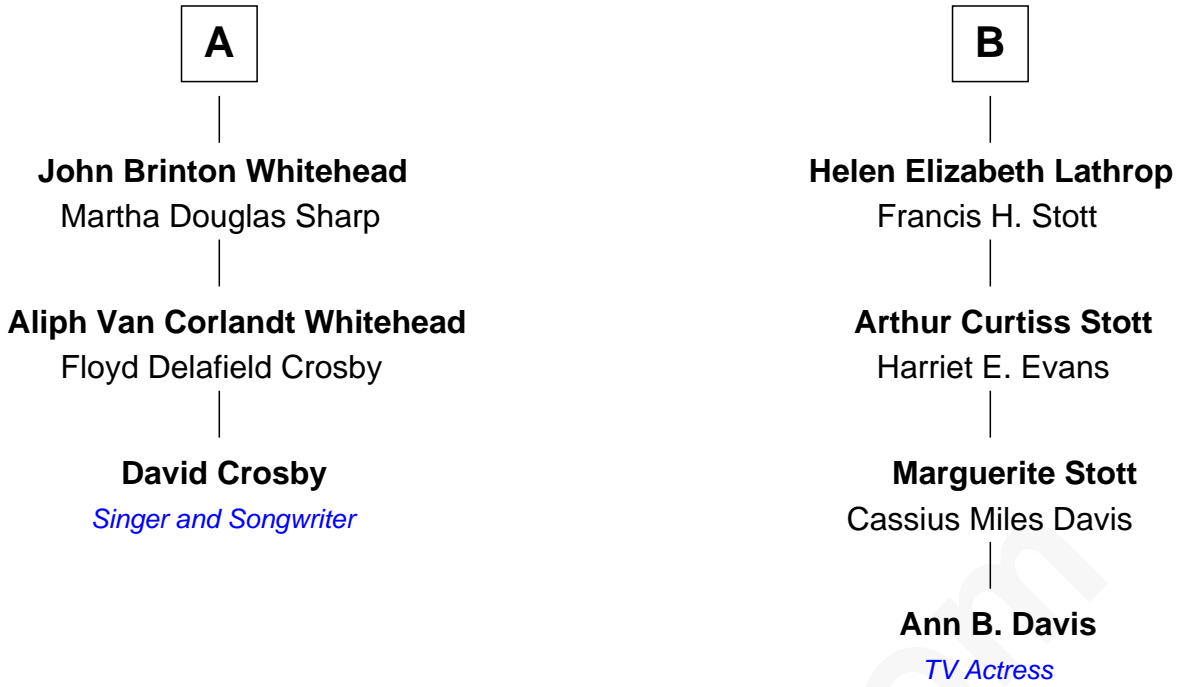 A
John Brinton Whitehead
Martha Douglas Sharp
Aliph Van Corlandt Whitehead
Floyd Delafield Crosby
David Crosby
Singer and Songwriter
B
Helen Elizabeth Lathrop
Francis H. Stott
Arthur Curtiss Stott
Harriet E. Evans
Marguerite Stott
Cassius Miles Davis
Ann B. Davis
TV Actress